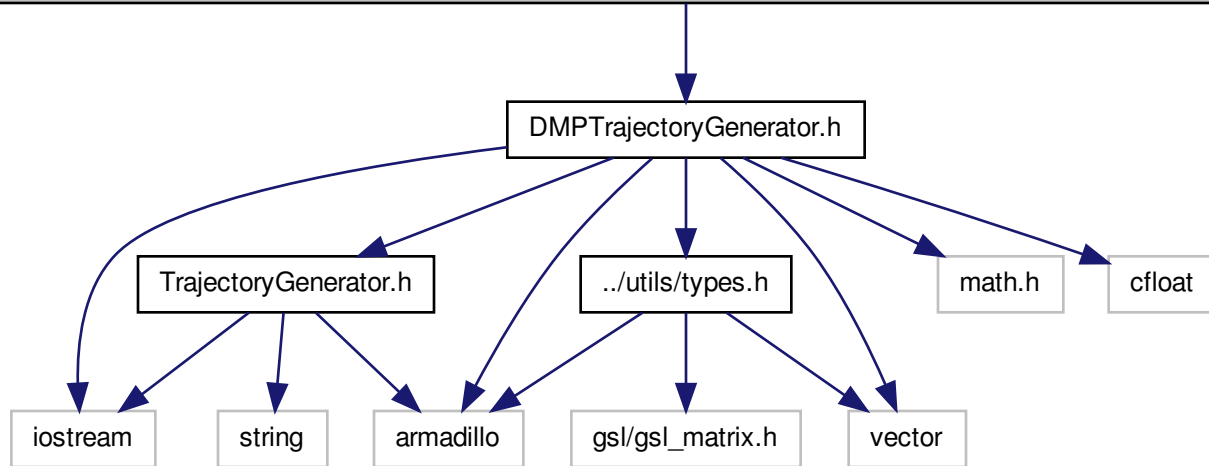 DMPTrajectoryGenerator.h
TrajectoryGenerator.h
../utils/types.h
math.h
cfloat
iostream
string
armadillo
gsl/gsl_matrix.h
vector